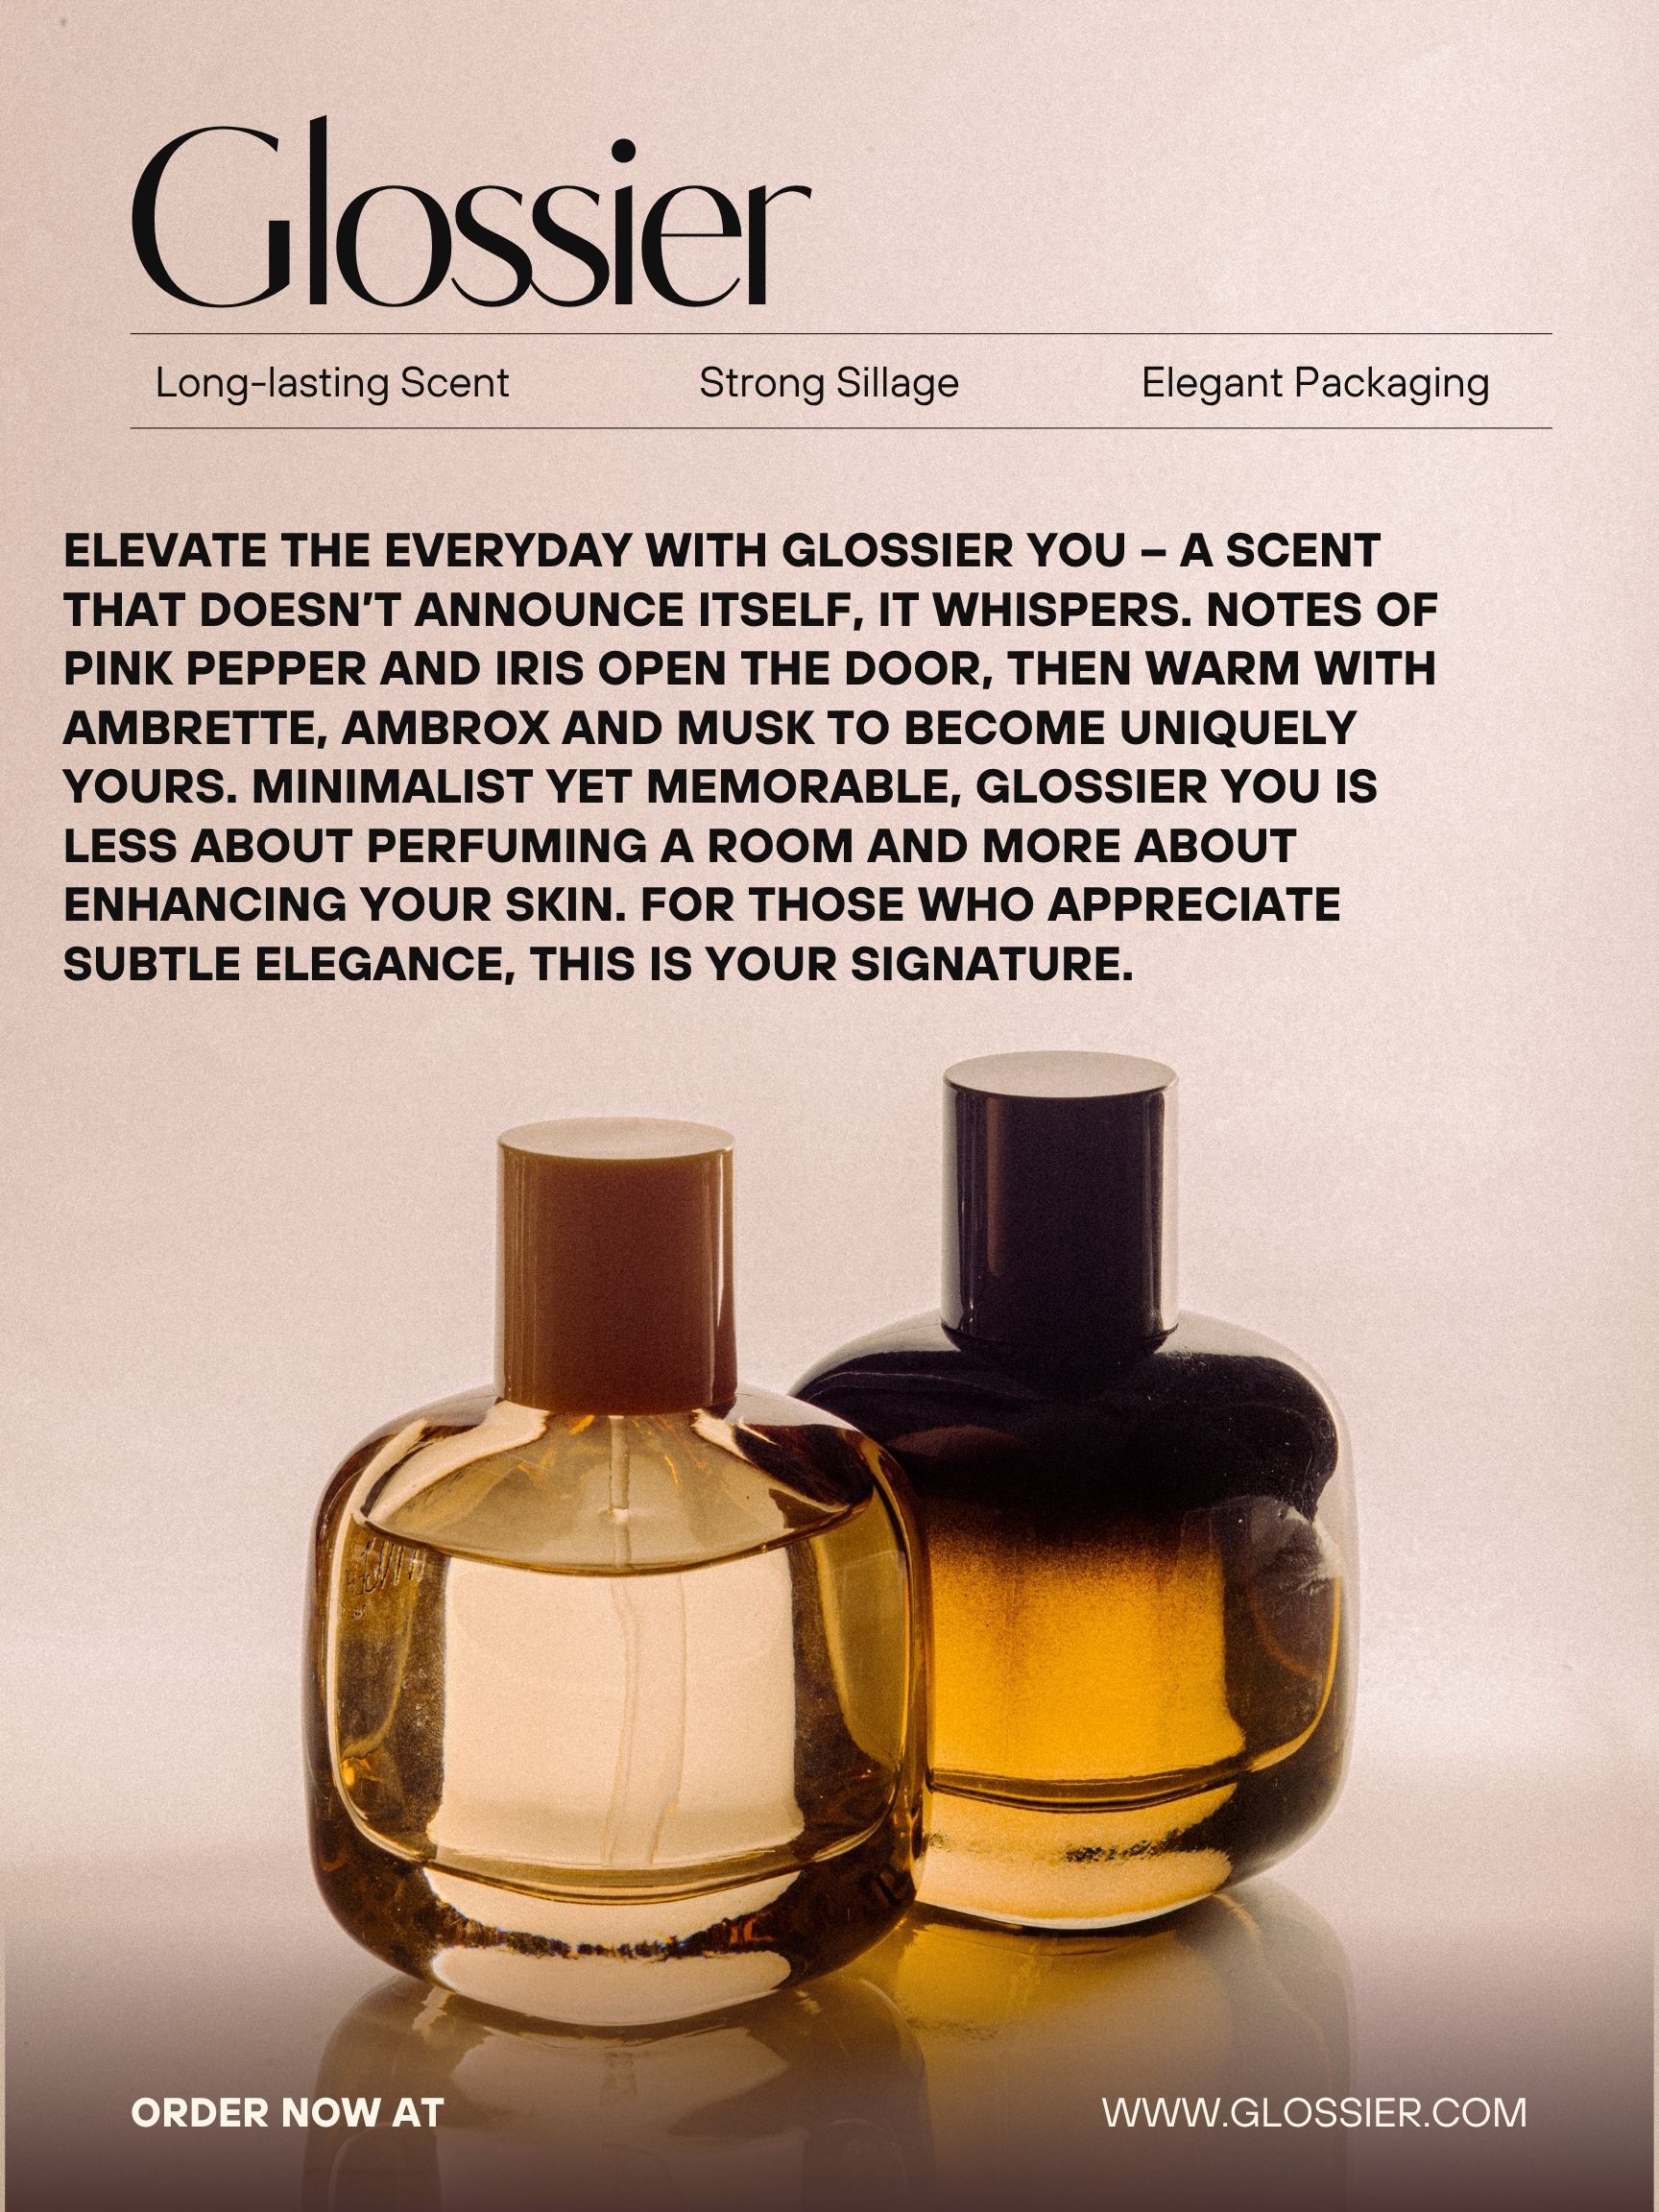 Glossier
Long-lasting Scent Strong Sillage Elegant Packaging
ELEVATE THE EVERYDAY WITH GLOSSIER YOU – A SCENT
THAT DOESN'T ANNOUNCE ITSELF, IT WHISPERS. NOTES OF
PINK PEPPER AND IRIS OPEN THE DOOR, THEN WARM WITH
AMBRETTE, AMBROX AND MUSK TO BECOME UNIQUELY
YOURS. MINIMALIST YET MEMORABLE, GLOSSIER YOU IS
LESS ABOUT PERFUMING A ROOM AND MORE ABOUT
ENHANCING YOUR SKIN. FOR THOSE WHO APPRECIATE
SUBTLE ELEGANCE, THIS IS YOUR SIGNATURE.
ORDER NOW AT WWW.GLOSSIER.COM